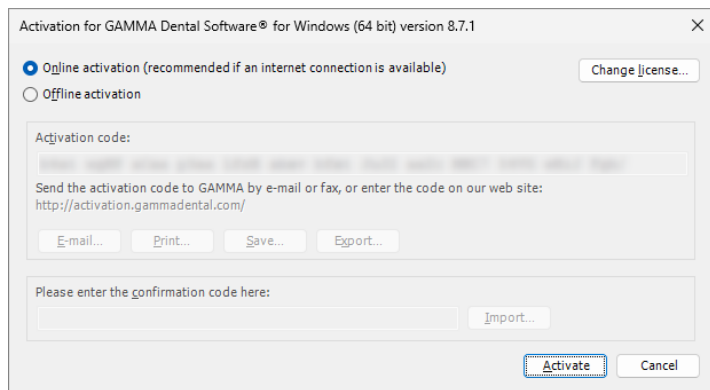 Activation for GAMMA Dental Software® for Windows (64 bit) version 8.7.1
Online activation (recommended if an internet connection is available)
Change license...
Offline activation
Activation code:
Send the activation code to GAMMA by e-mail or fax, or enter the code on our web site:
http://activation.gammadental.com/
E-mail...
Print...
Save...
Export...
Please enter the confirmation code here:
Import...
Activate
Cancel